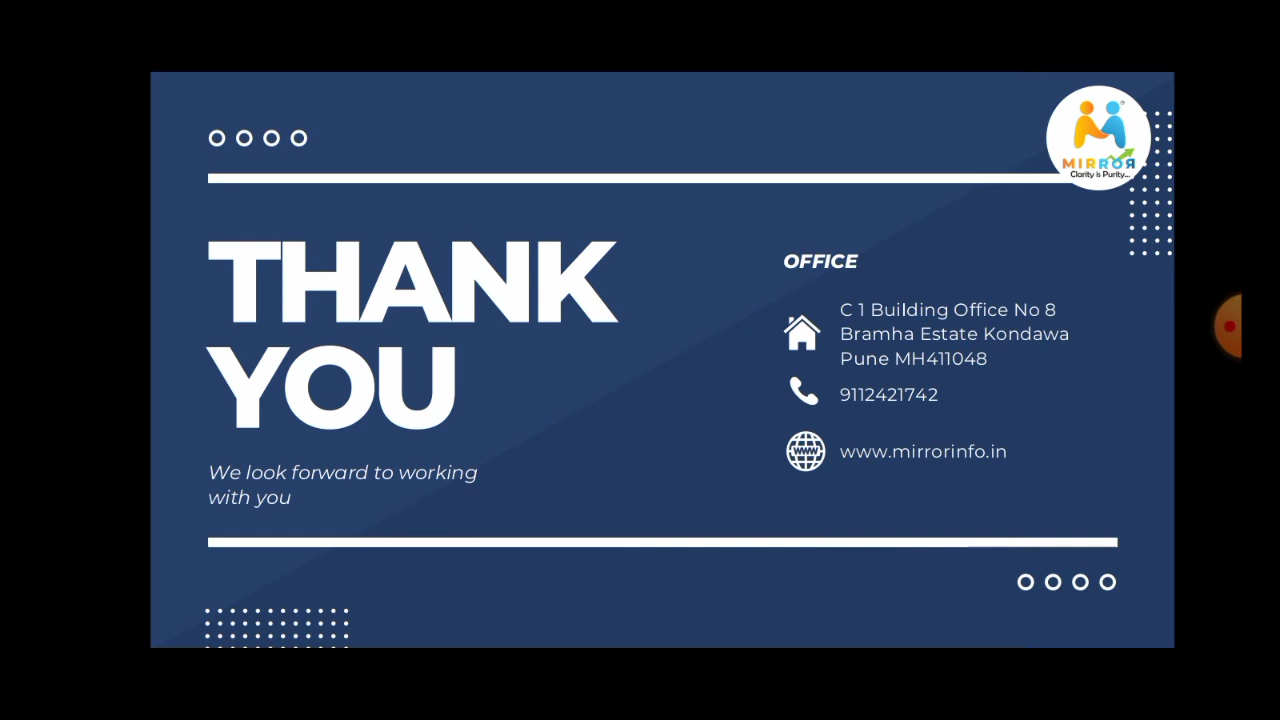 MIRROR
Clarity is Purity...
THANK
YOU
We look forward to working
with you
OFFICE
C 1 Building Office No 8
Bramha Estate Kondawa
Pune MH411048
9112421742
www
www.mirrorinfo.in